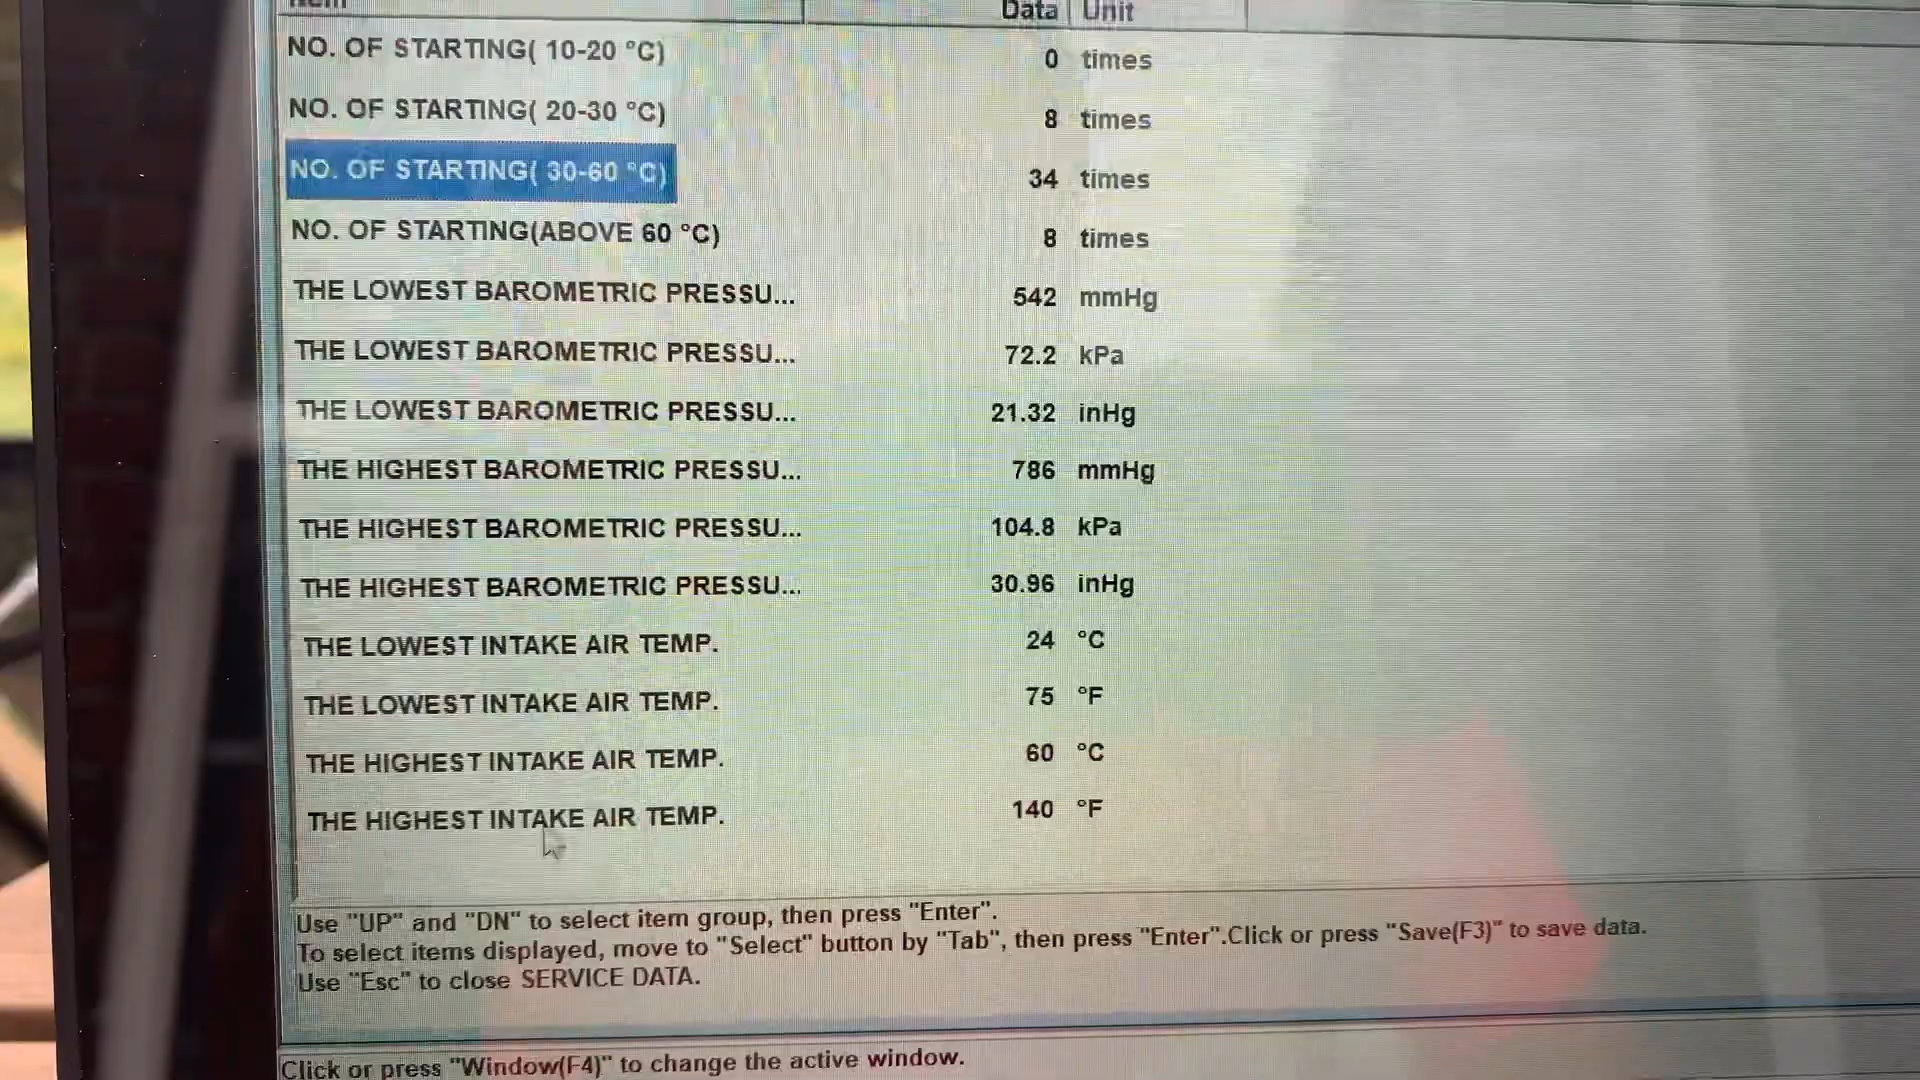 Item Data Unit
NO. OF STARTING( 10-20 °C) 0 times
NO. OF STARTING( 20-30 °C) 8 times
NO. OF STARTING( 30-60 °C) 34 times
NO. OF STARTING(ABOVE 60 °C) 8 times
THE LOWEST BAROMETRIC PRESSU... 542 mmHg
THE LOWEST BAROMETRIC PRESSU... 72.2 kPa
THE LOWEST BAROMETRIC PRESSU... 21.32 inHg
THE HIGHEST BAROMETRIC PRESSU... 786 mmHg
THE HIGHEST BAROMETRIC PRESSU... 104.8 kPa
THE HIGHEST BAROMETRIC PRESSU... 30.96 inHg
THE LOWEST INTAKE AIR TEMP. 24 °C
THE LOWEST INTAKE AIR TEMP. 75 °F
THE HIGHEST INTAKE AIR TEMP. 60 °C
THE HIGHEST INTAKE AIR TEMP. 140 °F
Use "UP" and "DN" to select item group, then press "Enter".
To select items displayed, move to "Select" button by "Tab", then press "Enter".Click or press "Save(F3)" to save data.
Use "Esc" to close SERVICE DATA.
Click or press "Window(F4)" to change the active window.